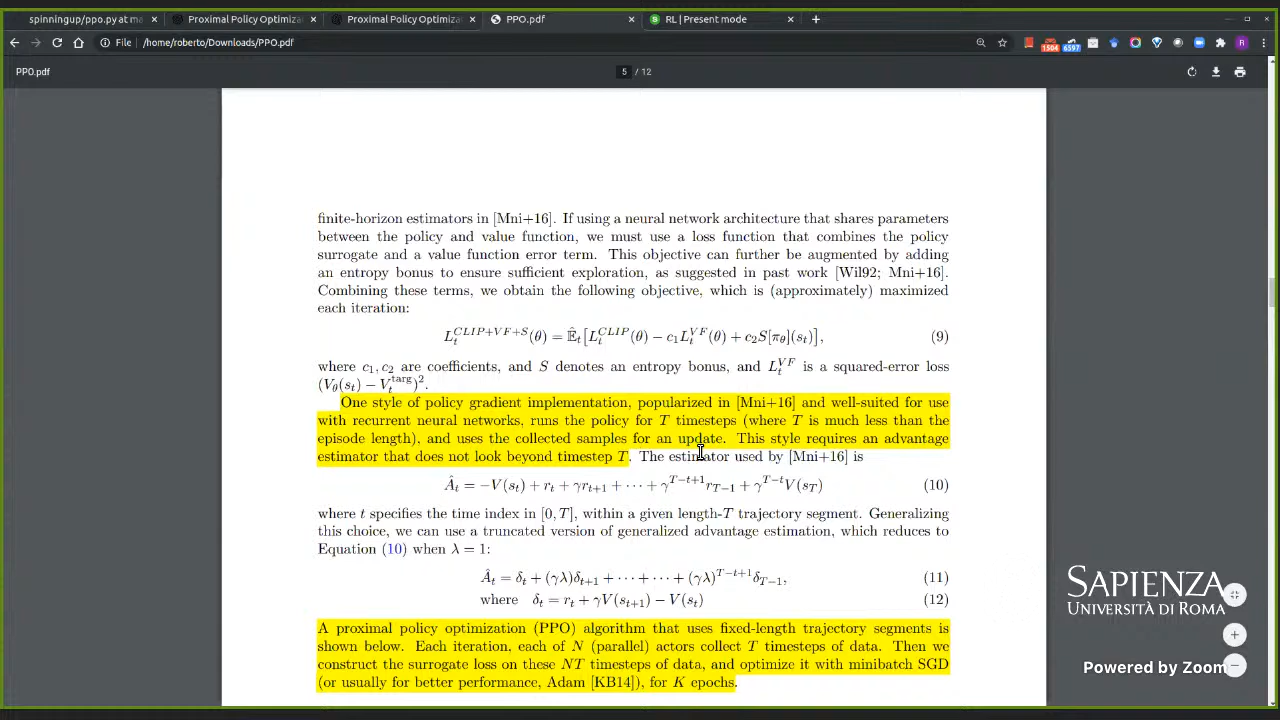 spinningup/ppo.py at ma
Proximal Policy Optimiza
Proximal Policy Optimiza
PPO.pdf
RL | Present mode
File /home/roberto/Downloads/PPO.pdf
1504
6597
R
PPO.pdf
5 / 12
finite-horizon estimators in [Mni+16]. If using a neural network architecture that shares parameters
between the policy and value function, we must use a loss function that combines the policy
surrogate and a value function error term. This objective can further be augmented by adding
an entropy bonus to ensure sufficient exploration, as suggested in past work [Wil92; Mni+16].
Combining these terms, we obtain the following objective, which is (approximately) maximized
each iteration:
L_t^{CLIP+VF+S}(θ) = Ê_t[L_t^{CLIP}(θ) − c_1L_t^{VF}(θ) + c_2S[π_θ](s_t)], (9)
where c_1, c_2 are coefficients, and S denotes an entropy bonus, and L_t^{VF} is a squared-error loss
(V_θ(s_t) − V_t^{targ})^2.
One style of policy gradient implementation, popularized in [Mni+16] and well-suited for use
with recurrent neural networks, runs the policy for T timesteps (where T is much less than the
episode length), and uses the collected samples for an update. This style requires an advantage
estimator that does not look beyond timestep T. The estimator used by [Mni+16] is
Â_t = −V(s_t) + r_t + γr_{t+1} + ⋯ + γ^{T−t+1}r_{T−1} + γ^{T−t}V(s_T) (10)
where t specifies the time index in [0, T], within a given length-T trajectory segment. Generalizing
this choice, we can use a truncated version of generalized advantage estimation, which reduces to
Equation (10) when λ = 1:
Â_t = δ_t + (γλ)δ_{t+1} + ⋯ + ⋯ + (γλ)^{T−t+1}δ_{T−1}, (11)
where δ_t = r_t + γV(s_{t+1}) − V(s_t) (12)
A proximal policy optimization (PPO) algorithm that uses fixed-length trajectory segments is
shown below. Each iteration, each of N (parallel) actors collect T timesteps of data. Then we
construct the surrogate loss on these NT timesteps of data, and optimize it with minibatch SGD
(or usually for better performance, Adam [KB14]), for K epochs.
SAPIENZA
UNIVERSITÀ DI ROMA
Powered by Zoom